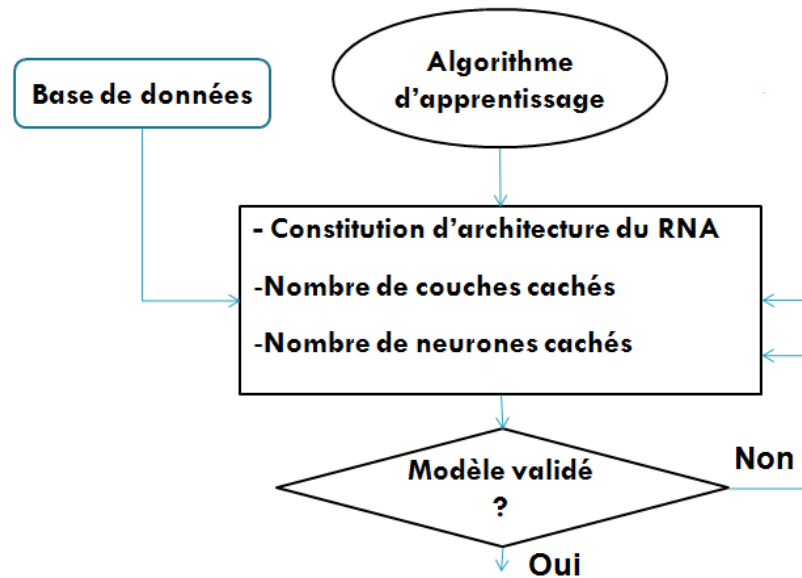 Algorithme
d'apprentissage
Base de données
- Constitution d'architecture du RNA
-Nombre de couches cachés
-Nombre de neurones cachés
Modèle validé
?
Non
Oui